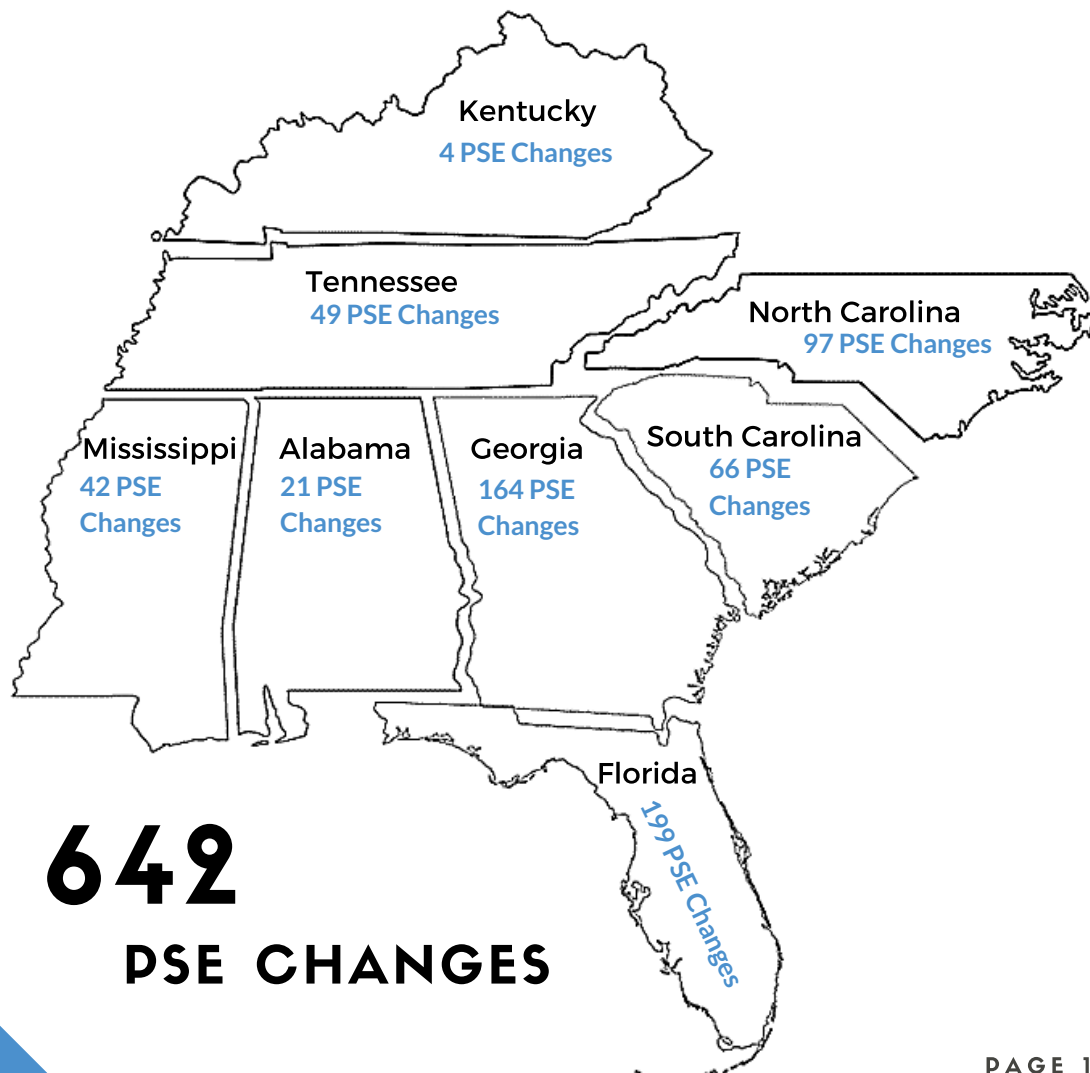 Kentucky
4 PSE Changes
Tennessee
49 PSE Changes
North Carolina
97 PSE Changes
Mississippi
42 PSE
Changes
Alabama
21 PSE
Changes
Georgia
164 PSE
Changes
South Carolina
66 PSE
Changes
Florida
199 PSE Changes
642
PSE CHANGES
PAGE 1